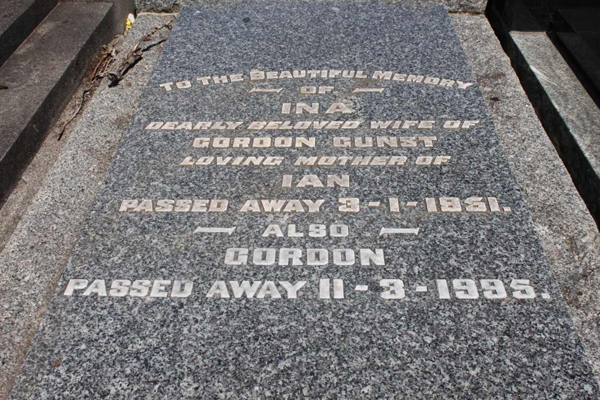 TO THE BEAUTIFUL MEMORY
— OF —
INA
DEARLY BELOVED WIFE OF
GORDON GUNST
LOVING MOTHER OF
IAN
PASSED AWAY 3-1-1951.
— ALSO —
GORDON
PASSED AWAY 11-3-1995.